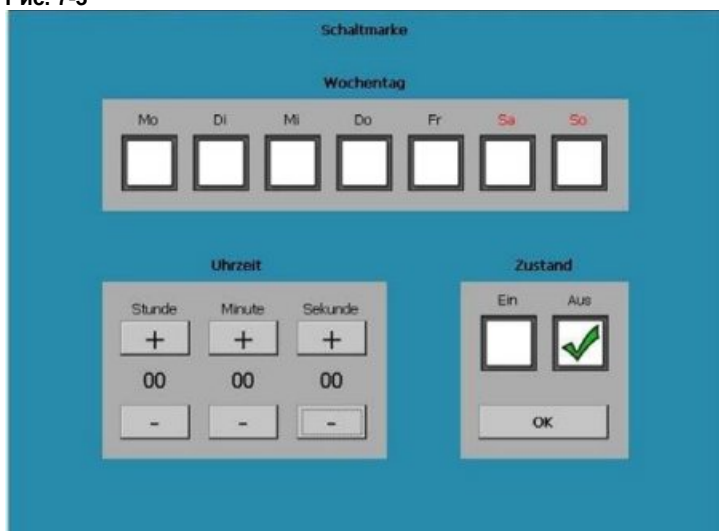 Рис. 7-5
Schaltmarke
Wochentag
Mo Di Mi Do Fr Sa So
Uhrzeit
Zustand
Stunde Minute Sekunde
Ein Aus
+ + +
00 00 00
- - -
OK